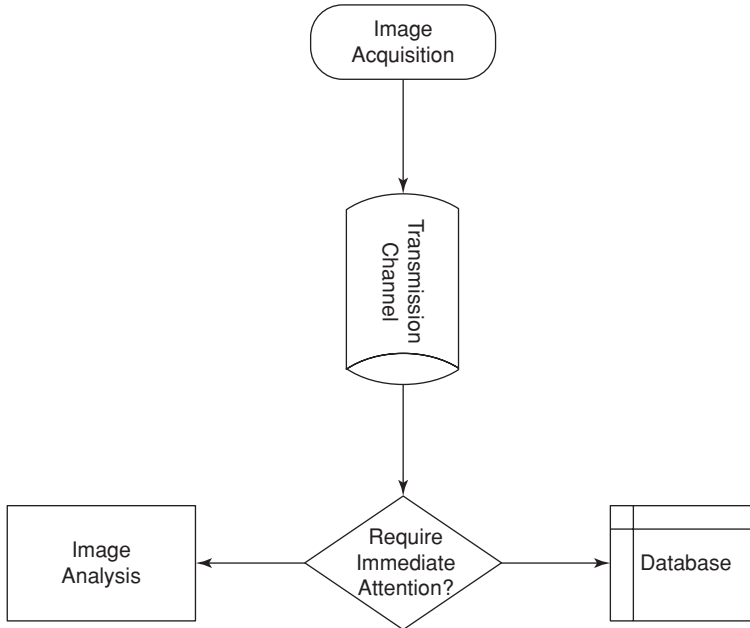 Image
Acquisition
Transmission
Channel
Require
Immediate
Attention?
Image
Analysis
Database